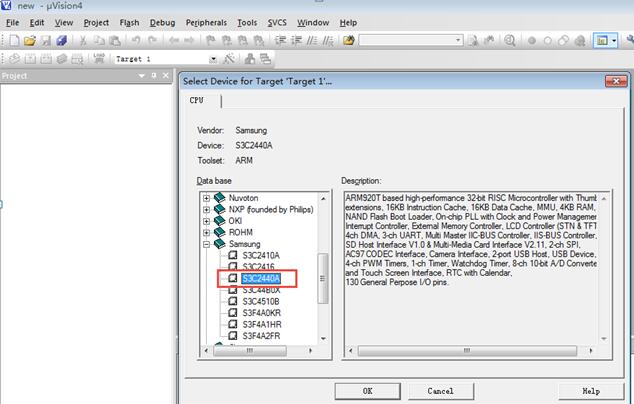 new - µVision4
File Edit View Project Flash Debug Peripherals Tools SVCS Window Help
Target 1
Project
Select Device for Target 'Target 1'...
CPU
Vendor: Samsung
Device: S3C2440A
Toolset: ARM
Data base
Description:
Nuvoton
NXP (founded by Philips)
OKI
ROHM
Samsung
S3C2410A
S3C2416
S3C2440A
S3C44B0X
S3C4510B
S3F4A0KR
S3F4A1HR
S3F4A2FR
ARM920T based high-performance 32-bit RISC Microcontroller with Thumb
extensions, 16KB Instruction Cache, 16KB Data Cache, MMU, 4KB RAM,
NAND Flash Boot Loader, On-chip PLL with Clock and Power Managemen
Interrupt Controller, External Memory Controller, LCD Controller (STN & TFT
4ch DMA, 3-ch UART, Multi Master IIC-BUS Controller, IIS-BUS Controller,
SD Host Interface V1.0 & Multi-Media Card Interface V2.11, 2-ch SPI,
AC97 CODEC Interface, Camera Interface, 2-port USB Host, USB Device,
4-ch PWM Timers, 1-ch Timer, Watchdog Timer, 8-ch 10-bit A/D Converte
and Touch Screen Interface, RTC with Calendar,
130 General Perpose I/O pins.
OK
Cancel
Help